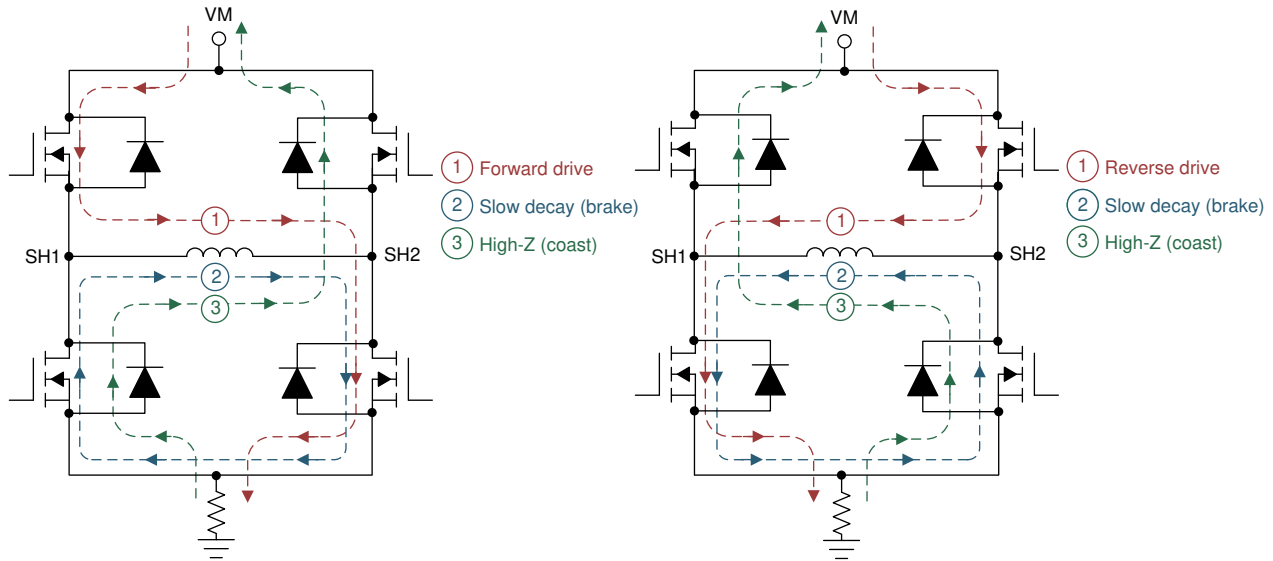 VM
1 Forward drive
2 Slow decay (brake)
3 High-Z (coast)
1
SH1
SH2
2
3
VM
1 Reverse drive
2 Slow decay (brake)
3 High-Z (coast)
1
SH1
SH2
2
3